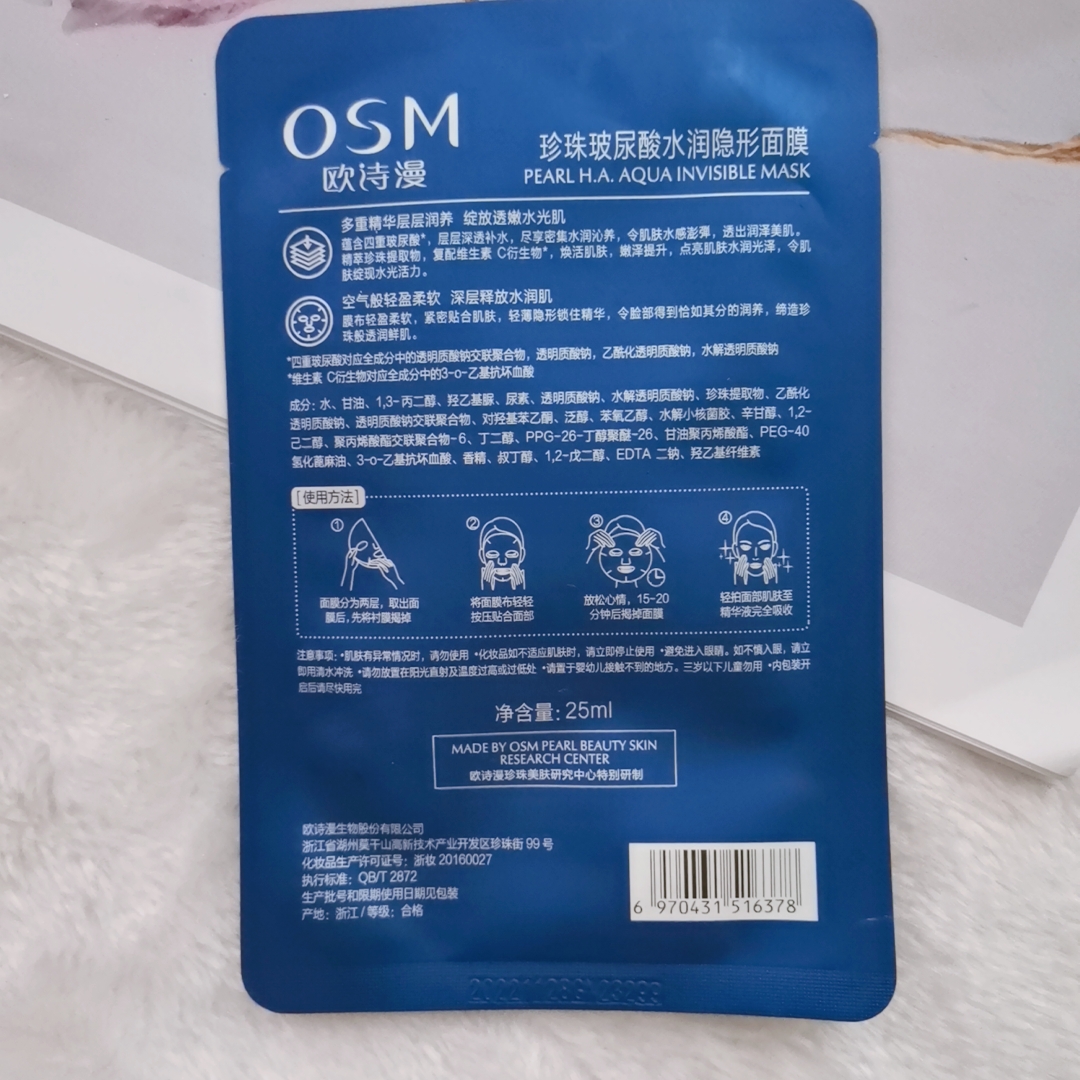 OSM
欧诗漫
珍珠玻尿酸水润隐形面膜
PEARL H.A. AQUA INVISIBLE MASK
多重精华层层润养 绽放透嫩水光肌
蕴含四重玻尿酸*，层层深透补水，尽享密集水润沁养，令肌肤水感澎弹，透出润泽美肌。
精萃珍珠提取物，复配维生素 C衍生物*，焕活肌肤，嫩泽提升，点亮肌肤水润光泽，令肌
肤绽现水光活力。
空气般轻盈柔软 深层释放水润肌
膜布轻盈柔软，紧密贴合肌肤，轻薄隐形锁住精华，令脸部得到恰如其分的润养，缔造珍
珠般透润鲜肌。
*四重玻尿酸对应全成分中的透明质酸钠交联聚合物，透明质酸钠，乙酰化透明质酸钠，水解透明质酸钠
*维生素 C衍生物对应全成分中的3-o-乙基抗坏血酸
成分：水、甘油、1,3-丙二醇、羟乙基脲、尿素、透明质酸钠、水解透明质酸钠、珍珠提取物、乙酰化
透明质酸钠、透明质酸钠交联聚合物、对羟基苯乙酮、泛醇、苯氧乙醇、水解小核菌胶、辛甘醇、1,2-
己二醇、聚丙烯酸酯交联聚合物-6、丁二醇、PPG-26-丁醇聚醚-26、甘油聚丙烯酸酯、PEG-40
氢化蓖麻油、3-o-乙基抗坏血酸、香精、叔丁醇、1,2-戊二醇、EDTA 二钠、羟乙基纤维素
[使用方法]
①
②
③
④
面膜分为两层，取出面
膜后，先将衬膜揭掉
将面膜布轻轻
按压贴合面部
放松心情，15-20
分钟后揭掉面膜
轻拍面部肌肤至
精华液完全吸收
注意事项：•肌肤有异常情况时，请勿使用 •化妆品如不适应肌肤时，请立即停止使用 •避免进入眼睛。如不慎入眼，请立
即用清水冲洗 •请勿放置在阳光直射及温度过高或过低处 •请置于婴幼儿接触不到的地方。三岁以下儿童勿用 •内包装开
启后请尽快用完
净含量：25ml
MADE BY OSM PEARL BEAUTY SKIN
RESEARCH CENTER
欧诗漫珍珠美肤研究中心特别研制
欧诗漫生物股份有限公司
浙江省湖州莫干山高新技术产业开发区珍珠街 99 号
化妆品生产许可证号：浙妆 20160027
执行标准：QB/T 2872
生产批号和限期使用日期见包装
产地：浙江 / 等级：合格
6 970431 516378